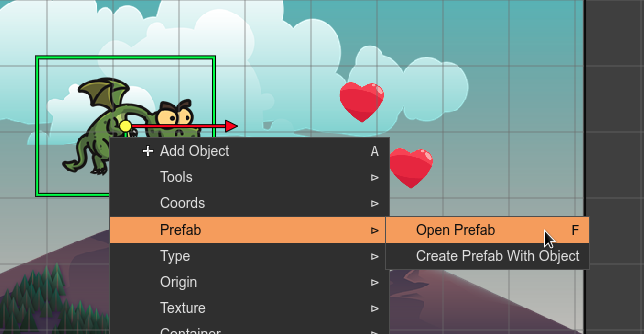 Add Object A
Tools
Coords
Prefab
Open Prefab F
Type
Create Prefab With Object
Origin
Texture
Container